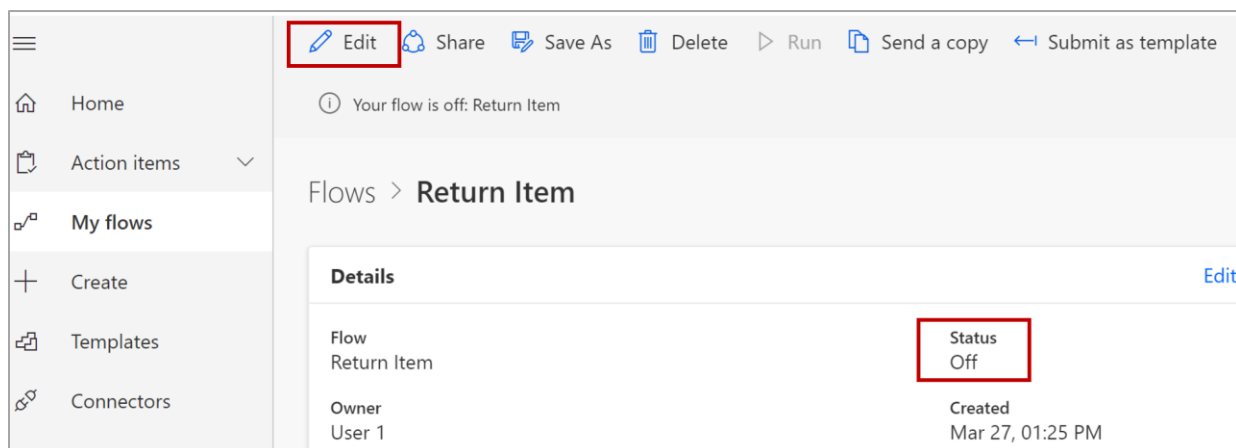 Edit Share Save As Delete Run Send a copy Submit as template
Home
Your flow is off: Return Item
Action items
Flows > Return Item
My flows
Create
Details Edit
Templates
Flow Status
Return Item Off
Connectors
Owner Created
User 1 Mar 27, 01:25 PM